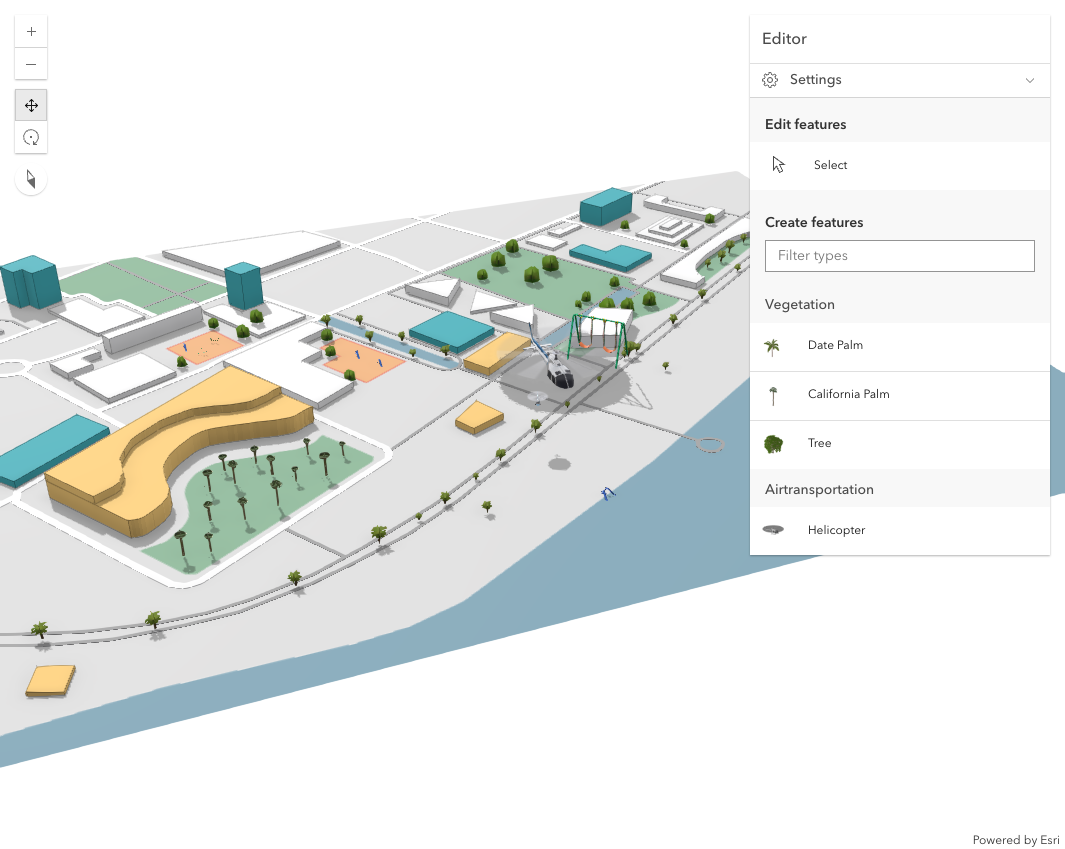 Editor
Settings
Edit features
Select
Create features
Filter types
Vegetation
Date Palm
California Palm
Tree
Airtransportation
Helicopter
Powered by Esri